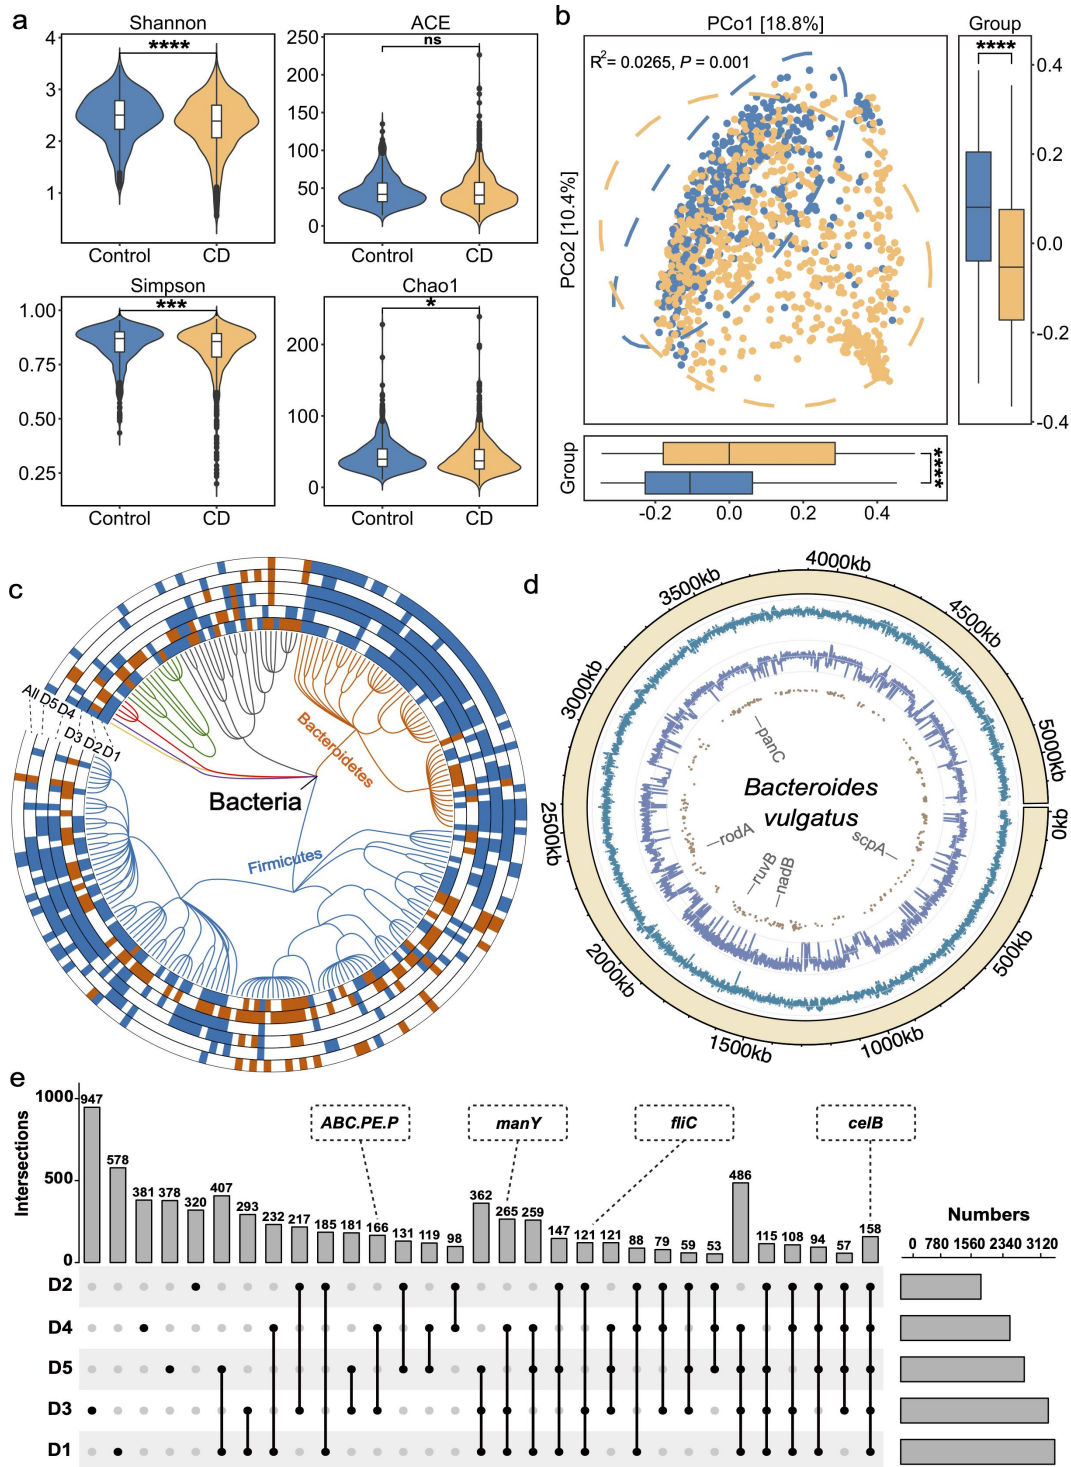 a
Shannon
4
3
2
1
****
Control
CD
ACE
250
200
150
100
50
0
ns
Control
CD
Simpson
1.00
0.75
0.50
0.25
***
Control
CD
Chao1
200
100
0
*
Control
CD
b
PCo1 [18.8%]
R²= 0.0265, P = 0.001
PCo2 [10.4%]
Group
****
0.4
0.2
0.0
-0.2
-0.4
Group
****
-0.2
0.0
0.2
0.4
c
All D5 D4
D3 D2 D1
Bacteria
Bacteroidetes
Firmicutes
d
4000kb
4500kb
5000kb
0kb
500kb
1000kb
1500kb
2000kb
2500kb
3000kb
3500kb
panC
Bacteroides
vulgatus
rodA
scpA
ruvB
nadB
e
Intersections
1000
500
0
947
578
381
378
320
407
293
232
217
185
181
166
131
119
98
362
265
259
147
121
121
88
79
59
53
486
115
108
94
57
158
ABC.PE.P
manY
fliC
celB
Numbers
0 780 1560 2340 3120
D2
D4
D5
D3
D1